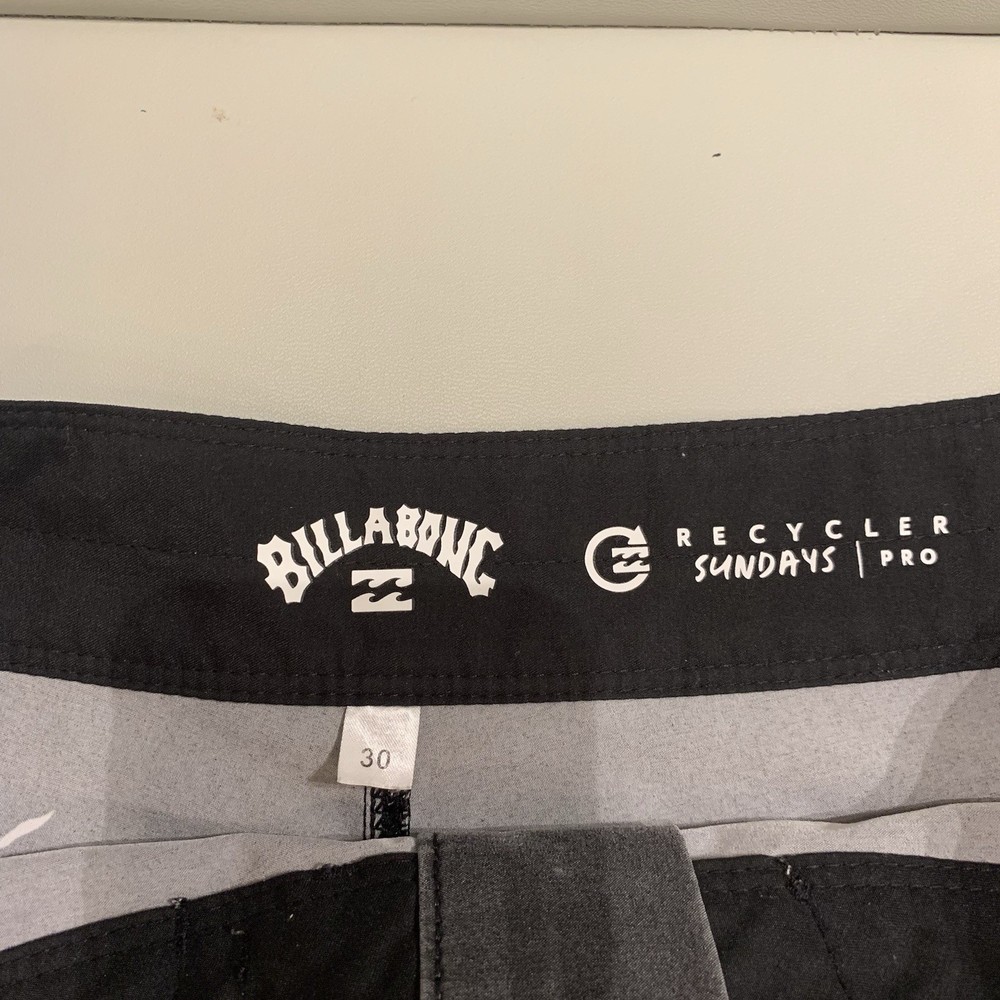 BILLABONG
RECYCLER
SUNDAYS | PRO
30